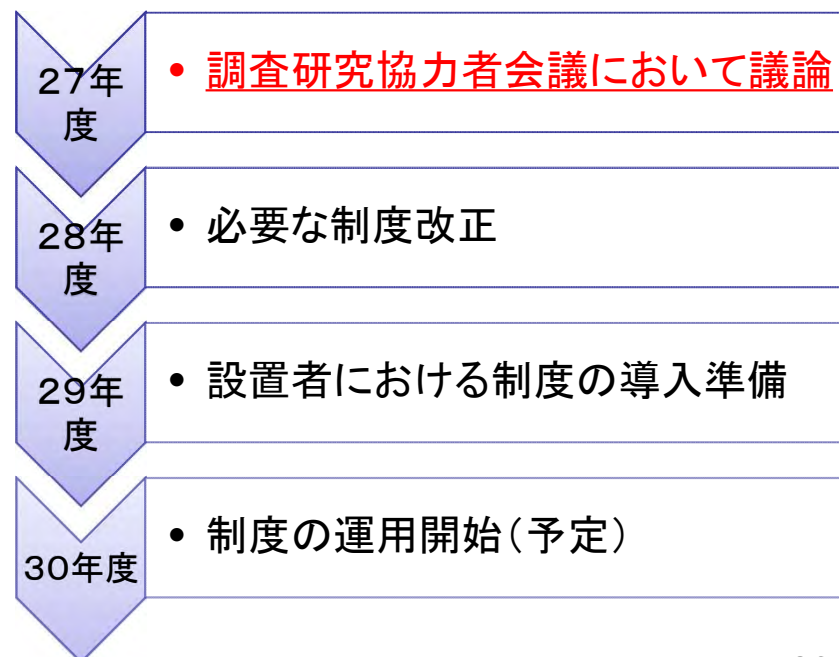 27年
度
• 調査研究協力者会議において議論
28年
度
• 必要な制度改正
29年
度
• 設置者における制度の導入準備
30年度
• 制度の運用開始(予定)